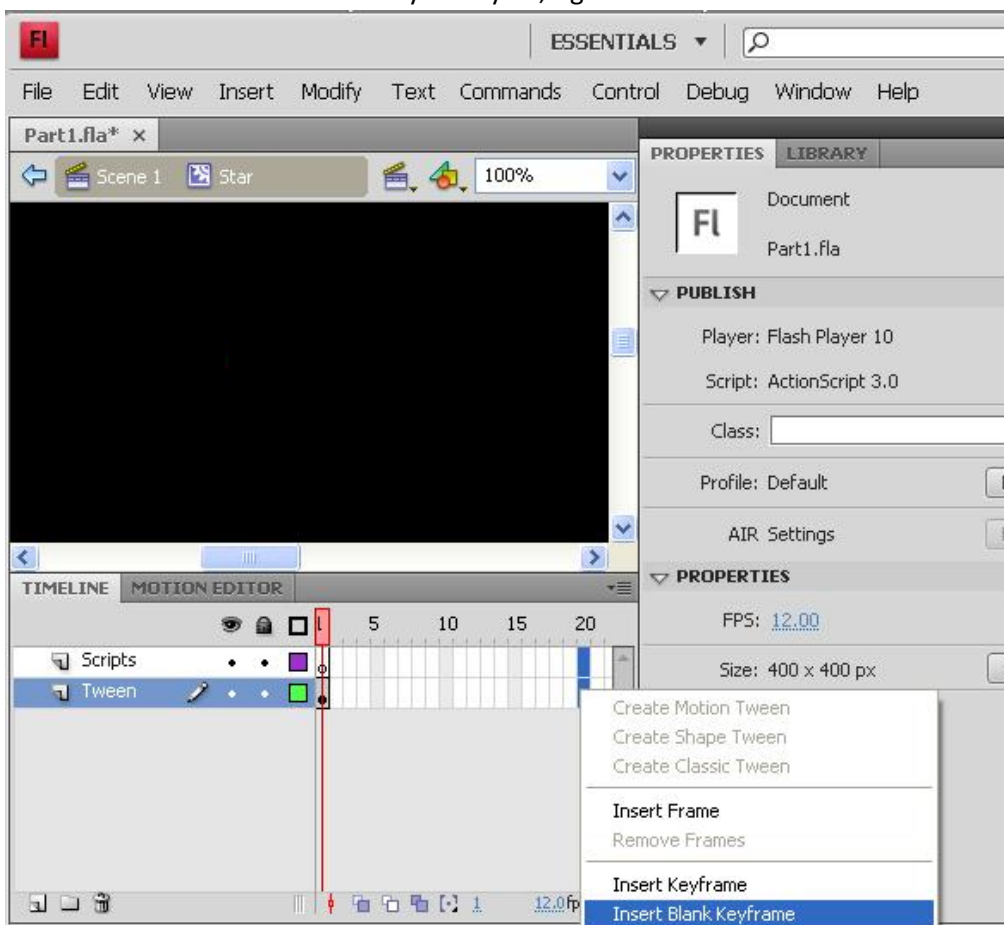 Fl
ESSENTIALS
File Edit View Insert Modify Text Commands Control Debug Window Help
Part1.fla* ×
PROPERTIES LIBRARY
Scene 1 Star 100%
Fl
Document
Part1.fla
PUBLISH
Player: Flash Player 10
Script: ActionScript 3.0
Class:
Profile: Default
AIR Settings
TIMELINE MOTION EDITOR
PROPERTIES
1 5 10 15 20
FPS: 12.00
Scripts
Size: 400 x 400 px
Tween
Create Motion Tween
Create Shape Tween
Create Classic Tween
Insert Frame
Remove Frames
Insert Keyframe
1 12.0fp
Insert Blank Keyframe